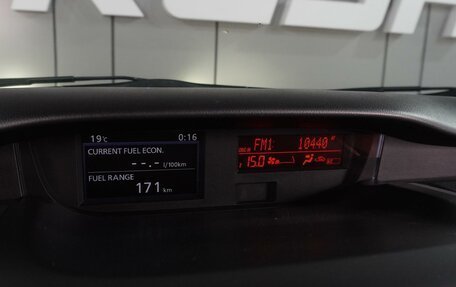 19℃ 0:16
CURRENT FUEL ECON.
--.- l/100km
FUEL RANGE
171 km
FM1 10440
15.0